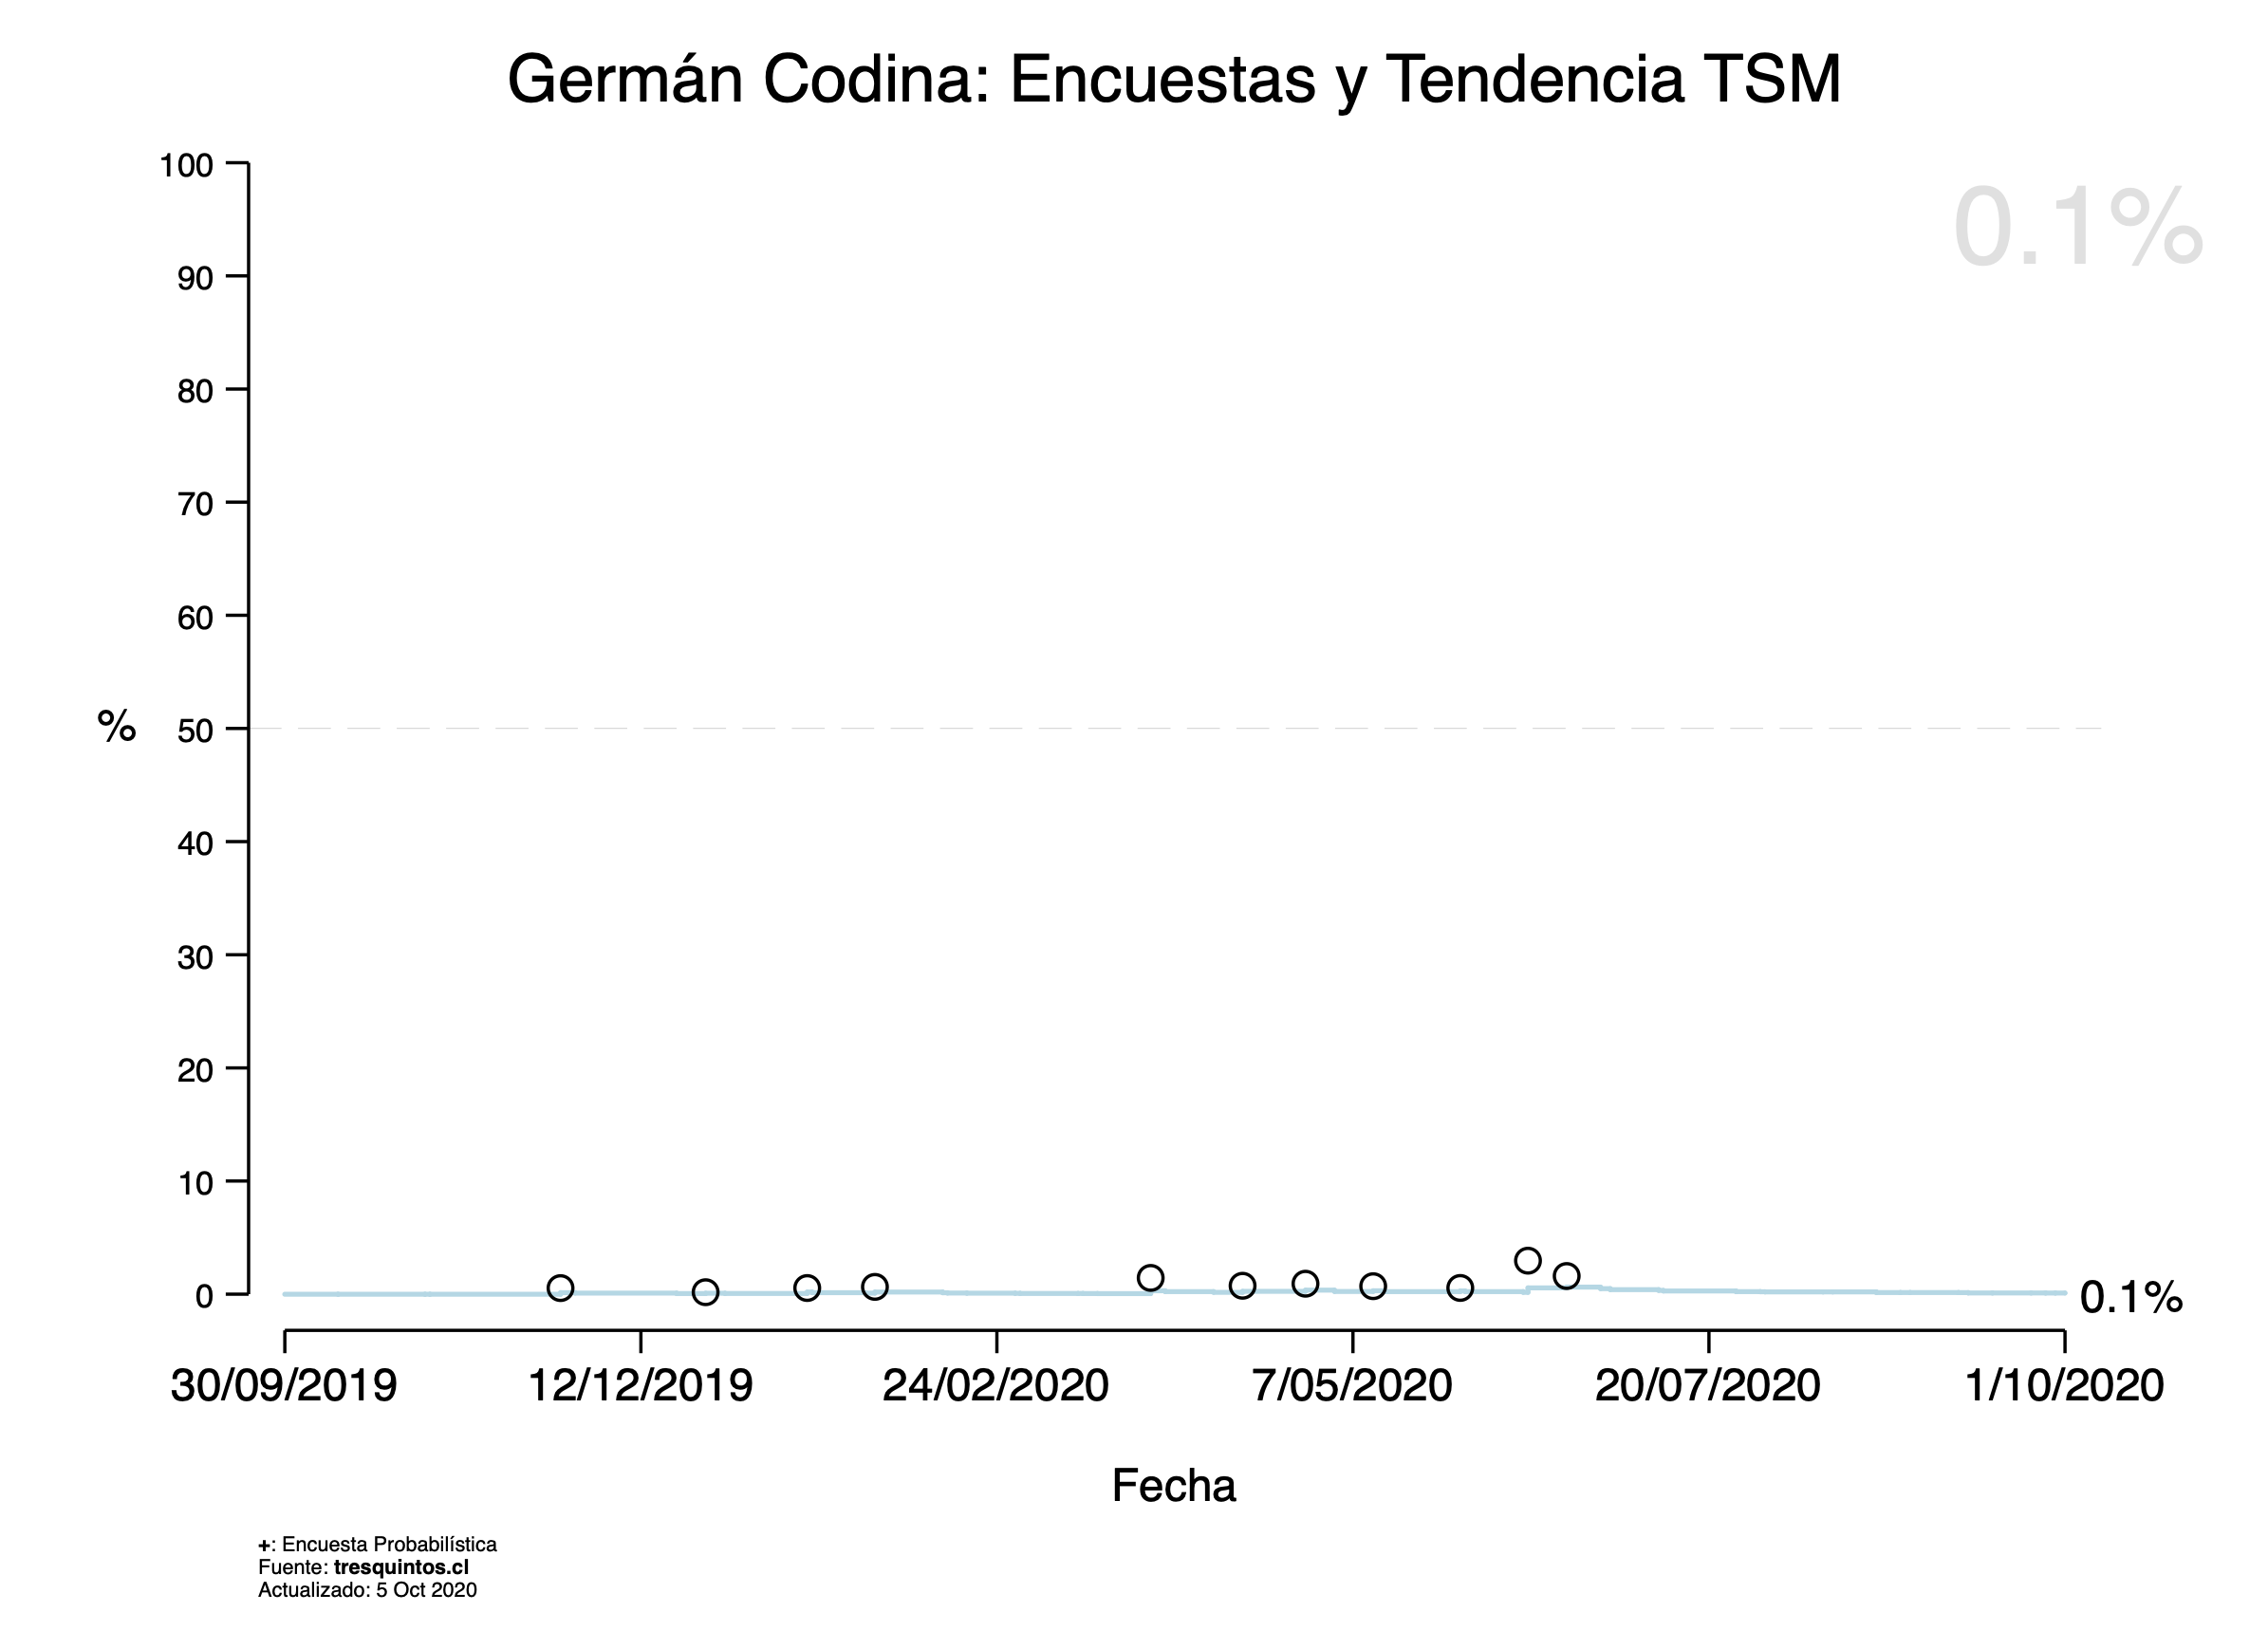 Germán Codina: Encuestas y Tendencia TSM
0.1%
100
90
80
70
60
50
40
30
20
10
0
%
0.1%
30/09/2019 12/12/2019 24/02/2020 7/05/2020 20/07/2020 1/10/2020
Fecha
+: Encuesta Probabilística
Fuente: tresquintos.cl
Actualizado: 5 Oct 2020